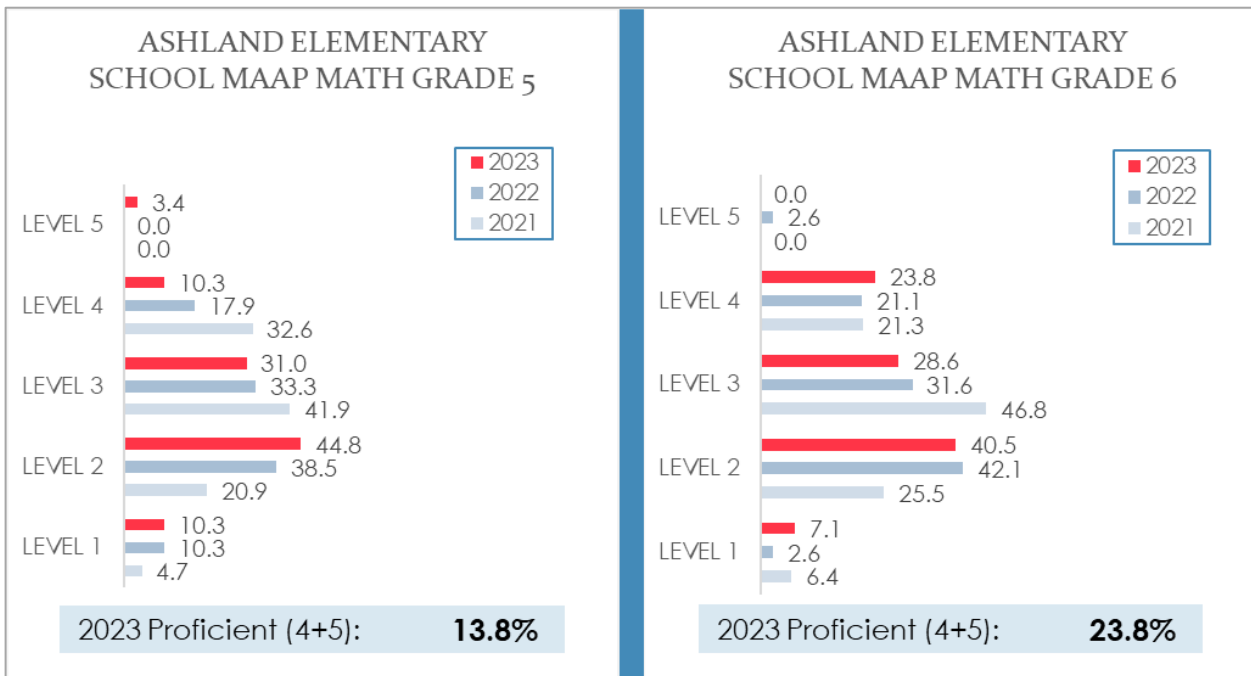 ASHLAND ELEMENTARY
SCHOOL MAAP MATH GRADE 5
2023
2022
2021
LEVEL 5
3.4
0.0
0.0
LEVEL 4
10.3
17.9
32.6
LEVEL 3
31.0
33.3
41.9
LEVEL 2
44.8
38.5
20.9
LEVEL 1
10.3
10.3
4.7
2023 Proficient (4+5): 13.8%
ASHLAND ELEMENTARY
SCHOOL MAAP MATH GRADE 6
2023
2022
2021
LEVEL 5
0.0
2.6
0.0
LEVEL 4
23.8
21.1
21.3
LEVEL 3
28.6
31.6
46.8
LEVEL 2
40.5
42.1
25.5
LEVEL 1
7.1
2.6
6.4
2023 Proficient (4+5): 23.8%